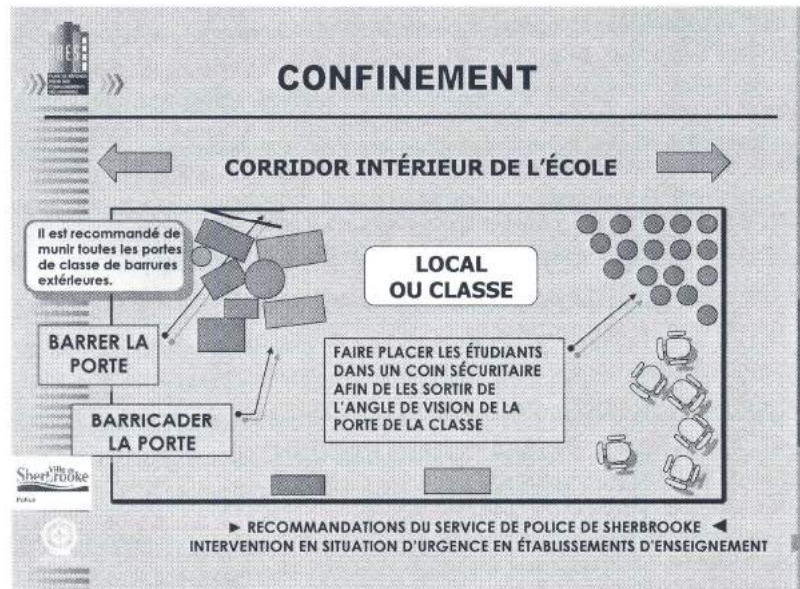 CONFINEMENT
CORRIDOR INTÉRIEUR DE L'ÉCOLE
Il est recommandé de
munir toutes les portes
de classe de barrures
extérieures.
LOCAL
OU CLASSE
BARRER LA
PORTE
FAIRE PLACER LES ÉTUDIANTS
DANS UN COIN SÉCURITAIRE
AFIN DE LES SORTIR DE
L'ANGLE DE VISION DE LA
PORTE DE LA CLASSE
BARRICADER
LA PORTE
Ville de
Sherbrooke
Police
► RECOMMANDATIONS DU SERVICE DE POLICE DE SHERBROOKE ◄
INTERVENTION EN SITUATION D'URGENCE EN ÉTABLISSEMENTS D'ENSEIGNEMENT